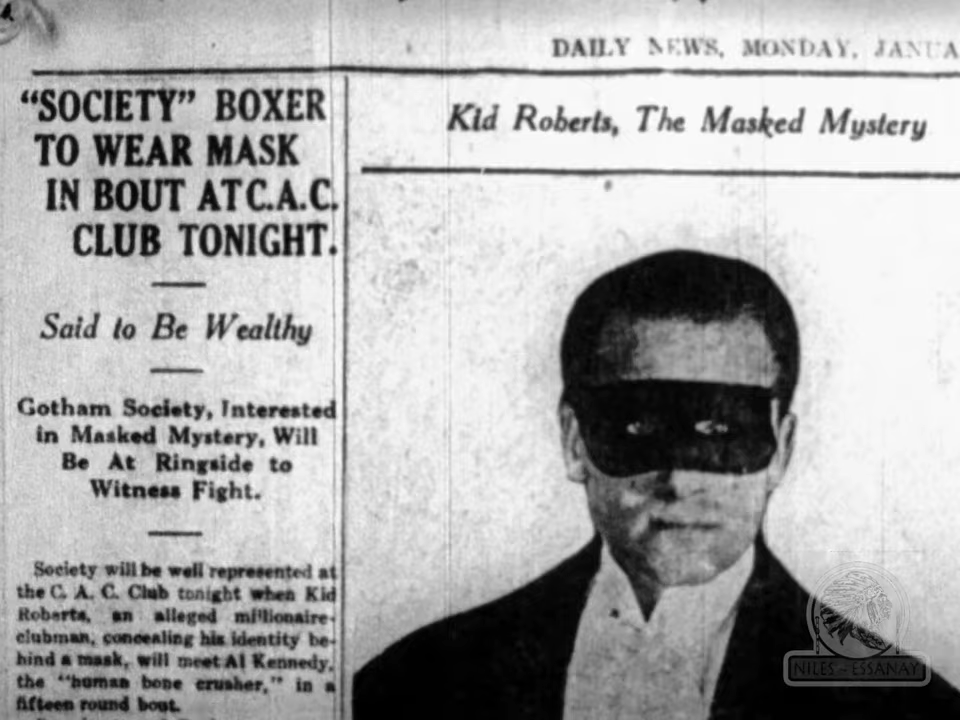 DAILY NEWS, MONDAY,
"SOCIETY" BOXER
TO WEAR MASK
IN BOUT AT C.A.C.
CLUB TONIGHT.
Said to Be Wealthy
Gotham Society, Interested
in Masked Mystery, Will
Be At Ringside to
Witness Fight.
Society will be well represented at
the C. A. C. Club tonight when Kid
Roberts, an alleged millionaire-
clubman, concealing his identity be-
hind a mask, will meet Al Kennedy,
the "human bone crusher," in a
fifteen round bout.
Kid Roberts, The Masked Mystery
NILES - ESSANAY